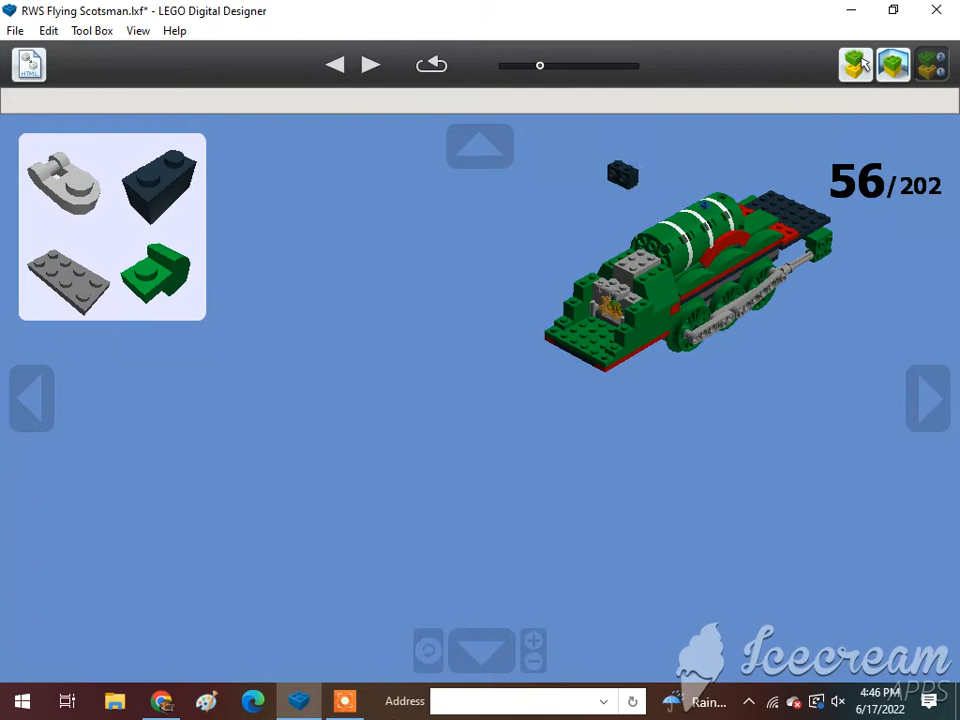 RWS Flying Scotsman.lxf* - LEGO Digital Designer
File Edit Tool Box View Help
HTML
56/202
Icecream
APPS
Address
Rain...
4:46 PM
6/17/2022